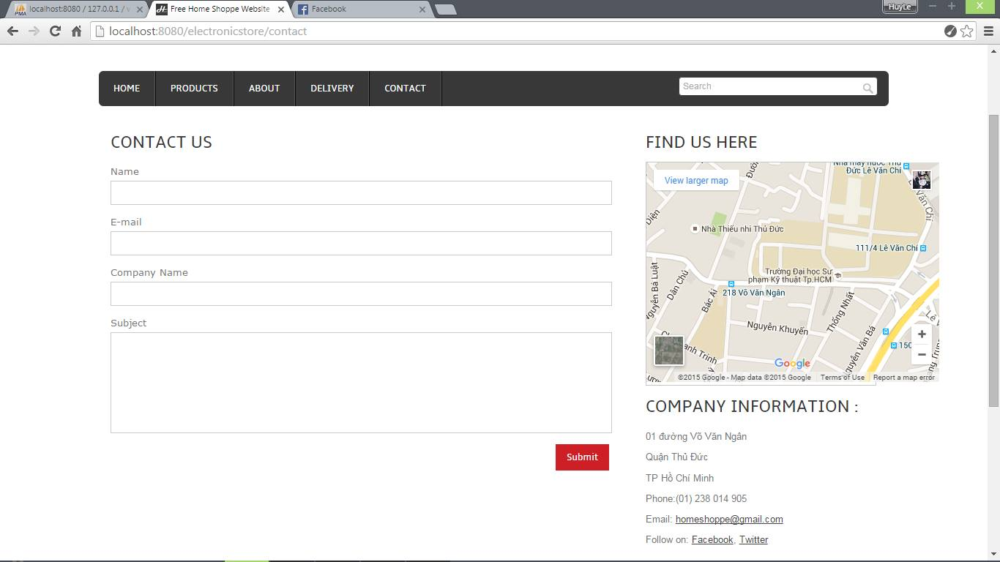 localhost:8080 / 127.0.0.1 / v
Free Home Shoppe Website
Facebook
HuyLe
localhost:8080/electronicstore/contact
HOME
PRODUCTS
ABOUT
DELIVERY
CONTACT
Search
CONTACT US
Name
E-mail
Company Name
Subject
Submit
FIND US HERE
View larger map
Nhà máy nước Thủ
Đức Lê Văn Chí
Văn Chí
Diện
Nhà Thiếu nhi Thủ Đức
111/4 Lê Văn Chí
Trường Đại học Sư
phạm Kỹ thuật Tp.HCM
218 Võ Văn Ngân
Nguyễn Bá Luật
Dân Chủ
Bác Ái
Nguyễn Khuyến
Thống Nhất
Nguyễn Văn Bá
150
Google
©2015 Google - Map data ©2015 Google
Terms of Use
Report a map error
COMPANY INFORMATION :
01 đường Võ Văn Ngân
Quận Thủ Đức
TP Hồ Chí Minh
Phone:(01) 238 014 905
Email: homeshoppe@gmail.com
Follow on: Facebook, Twitter